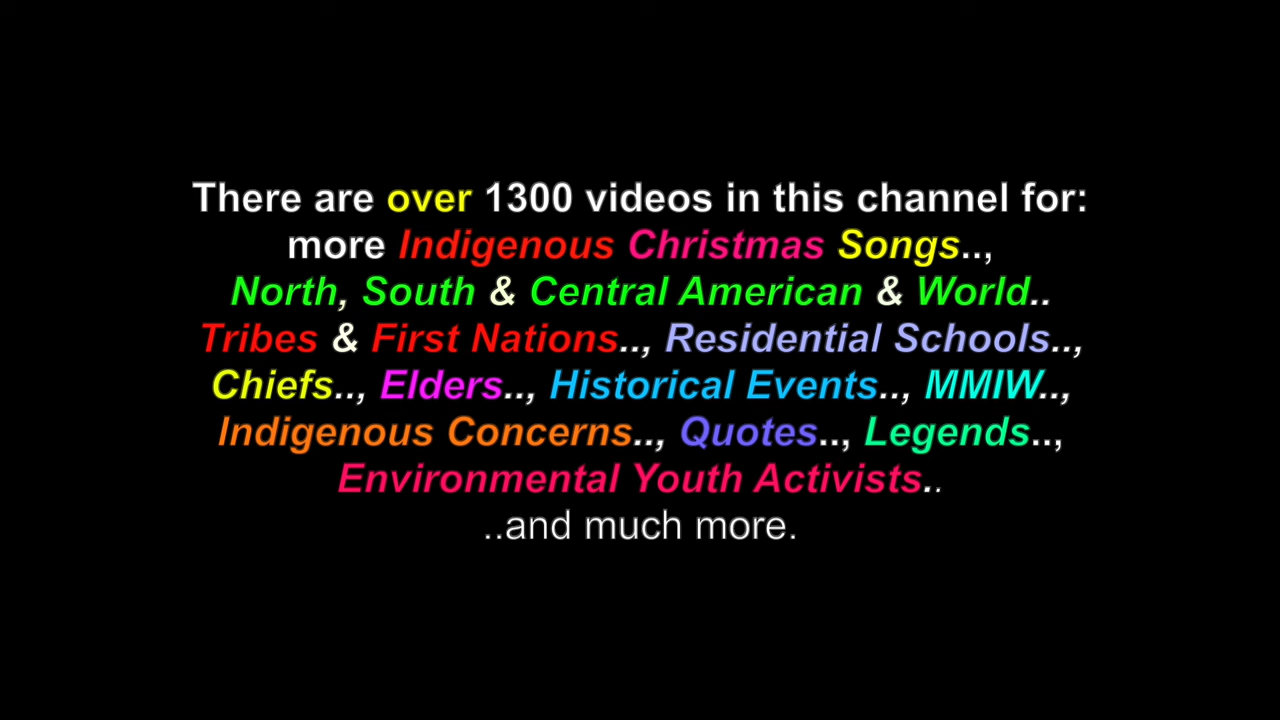 There are over 1300 videos in this channel for:
more Indigenous Christmas Songs..,
North, South & Central American & World..
Tribes & First Nations.., Residential Schools..,
Chiefs.., Elders.., Historical Events.., MMIW..,
Indigenous Concerns.., Quotes.., Legends..,
Environmental Youth Activists..
..and much more.